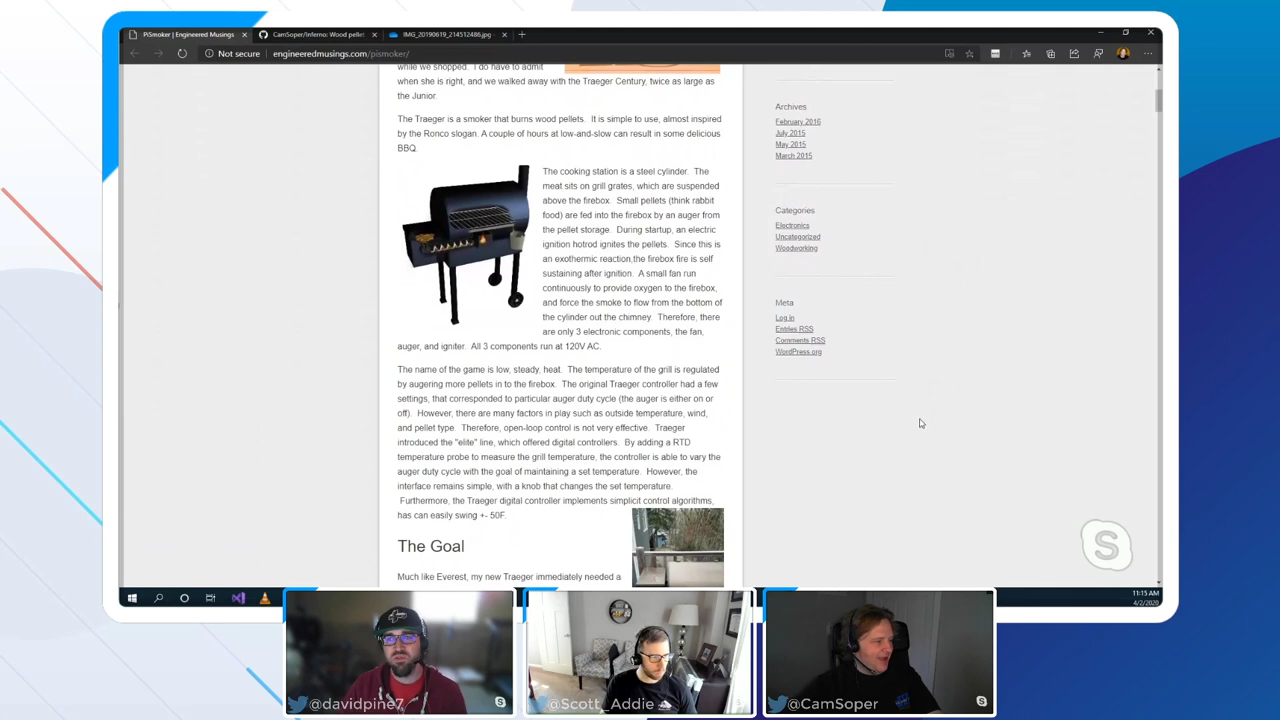 PiSmoker | Engineered Musings
CamSoper/Inferno: Wood pellet
IMG_20190619_214512486.jpg -
Not secure | engineeredmusings.com/pismoker/
while we shopped. I do have to admit
when she is right, and we walked away with the Traeger Century, twice as large as
the Junior.
The Traeger is a smoker that burns wood pellets. It is simple to use, almost inspired
by the Ronco slogan. A couple of hours at low-and-slow can result in some delicious
BBQ.
The cooking station is a steel cylinder. The
meat sits on grill grates, which are suspended
above the firebox. Small pellets (think rabbit
food) are fed into the firebox by an auger from
the pellet storage. During startup, an electric
ignition hotrod ignites the pellets. Since this is
an exothermic reaction,the firebox fire is self
sustaining after ignition. A small fan run
continuously to provide oxygen to the firebox,
and force the smoke to flow from the bottom of
the cylinder out the chimney. Therefore, there
are only 3 electronic components, the fan,
auger, and igniter. All 3 components run at 120V AC.
The name of the game is low, steady, heat. The temperature of the grill is regulated
by augering more pellets in to the firebox. The original Traeger controller had a few
settings, that corresponded to particular auger duty cycle (the auger is either on or
off). However, there are many factors in play such as outside temperature, wind,
and pellet type. Therefore, open-loop control is not very effective. Traeger
introduced the "elite" line, which offered digital controllers. By adding a RTD
temperature probe to measure the grill temperature, the controller is able to vary the
auger duty cycle with the goal of maintaining a set temperature. However, the
interface remains simple, with a knob that changes the set temperature.
Furthermore, the Traeger digital controller implements simplicit control algorithms,
has can easily swing +- 50F.
The Goal
Much like Everest, my new Traeger immediately needed a
Archives
February 2016
July 2015
May 2015
March 2015
Categories
Electronics
Uncategorized
Woodworking
Meta
Log in
Entries RSS
Comments RSS
WordPress.org
11:15 AM
4/2/2020
@davidpine7
@Scott_Addie
@CamSoper